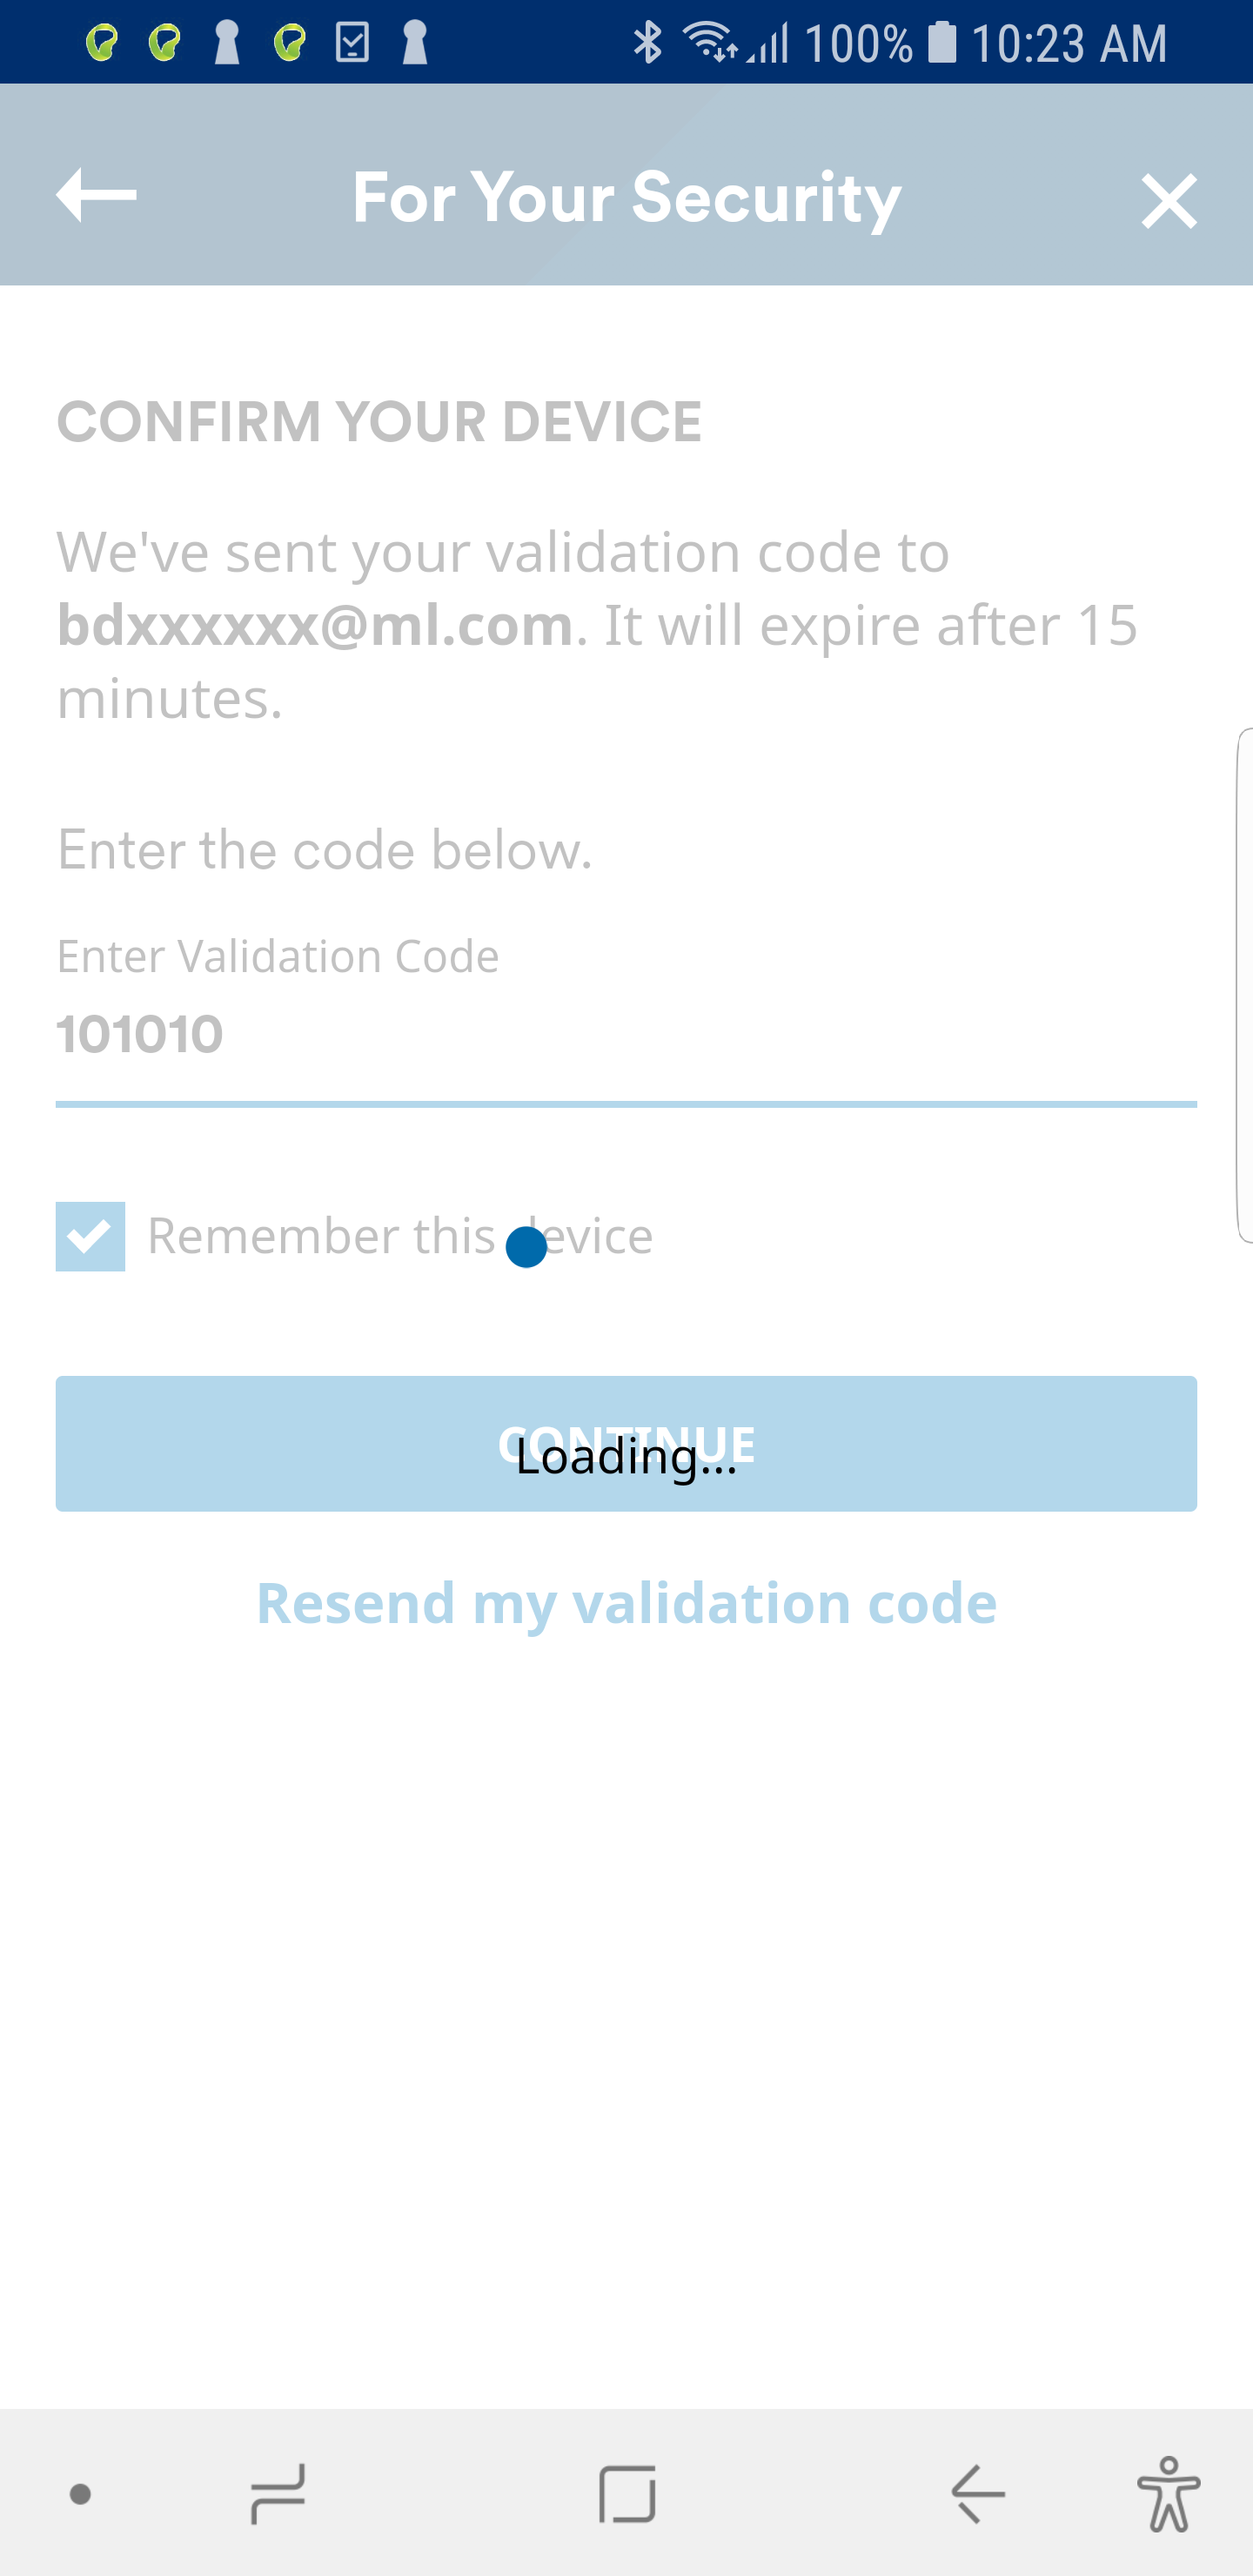 100% 10:23 AM
For Your Security
CONFIRM YOUR DEVICE
We've sent your validation code to
bdxxxxxx@ml.com. It will expire after 15
minutes.
Enter the code below.
Enter Validation Code
101010
Remember this device
CONTINUE
Loading...
Resend my validation code